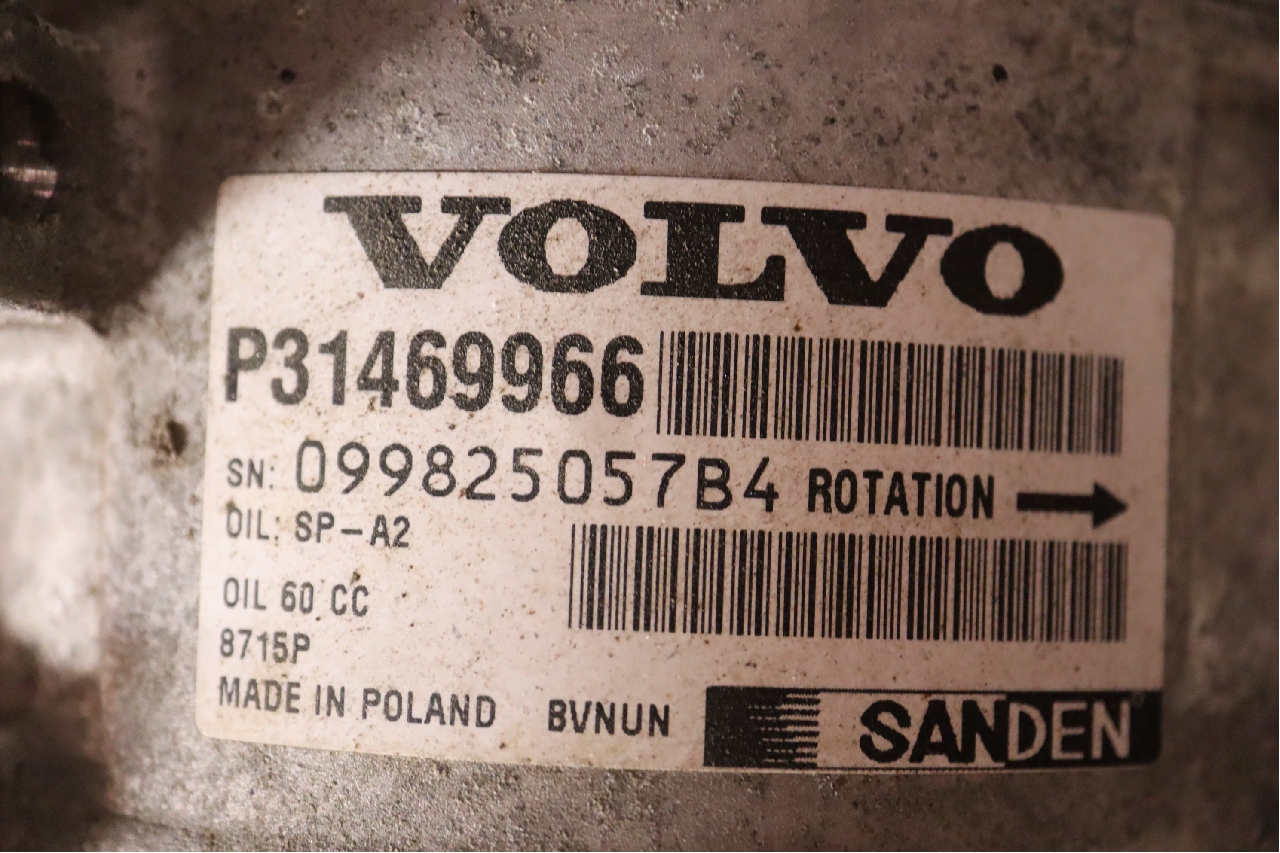 VOLVO
P31469966
SN: 099825057B4 ROTATION
OIL: SP-A2
OIL 60 CC
8715P
MADE IN POLAND BVNUN SANDEN